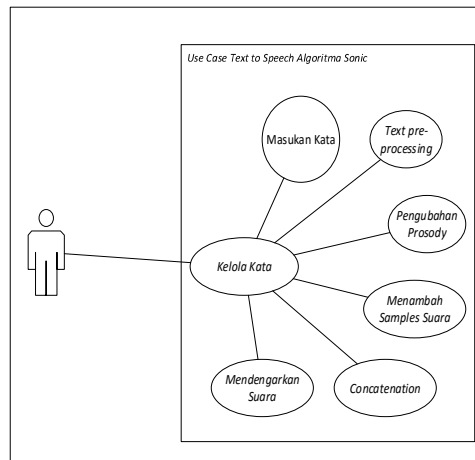 Use Case Text to Speech Algoritma Sonic
Masukan Kata
Text pre-
processing
Pengubahan
Prosody
Kelola Kata
Menambah
Samples Suara
Mendengarkan
Suara
Concatenation